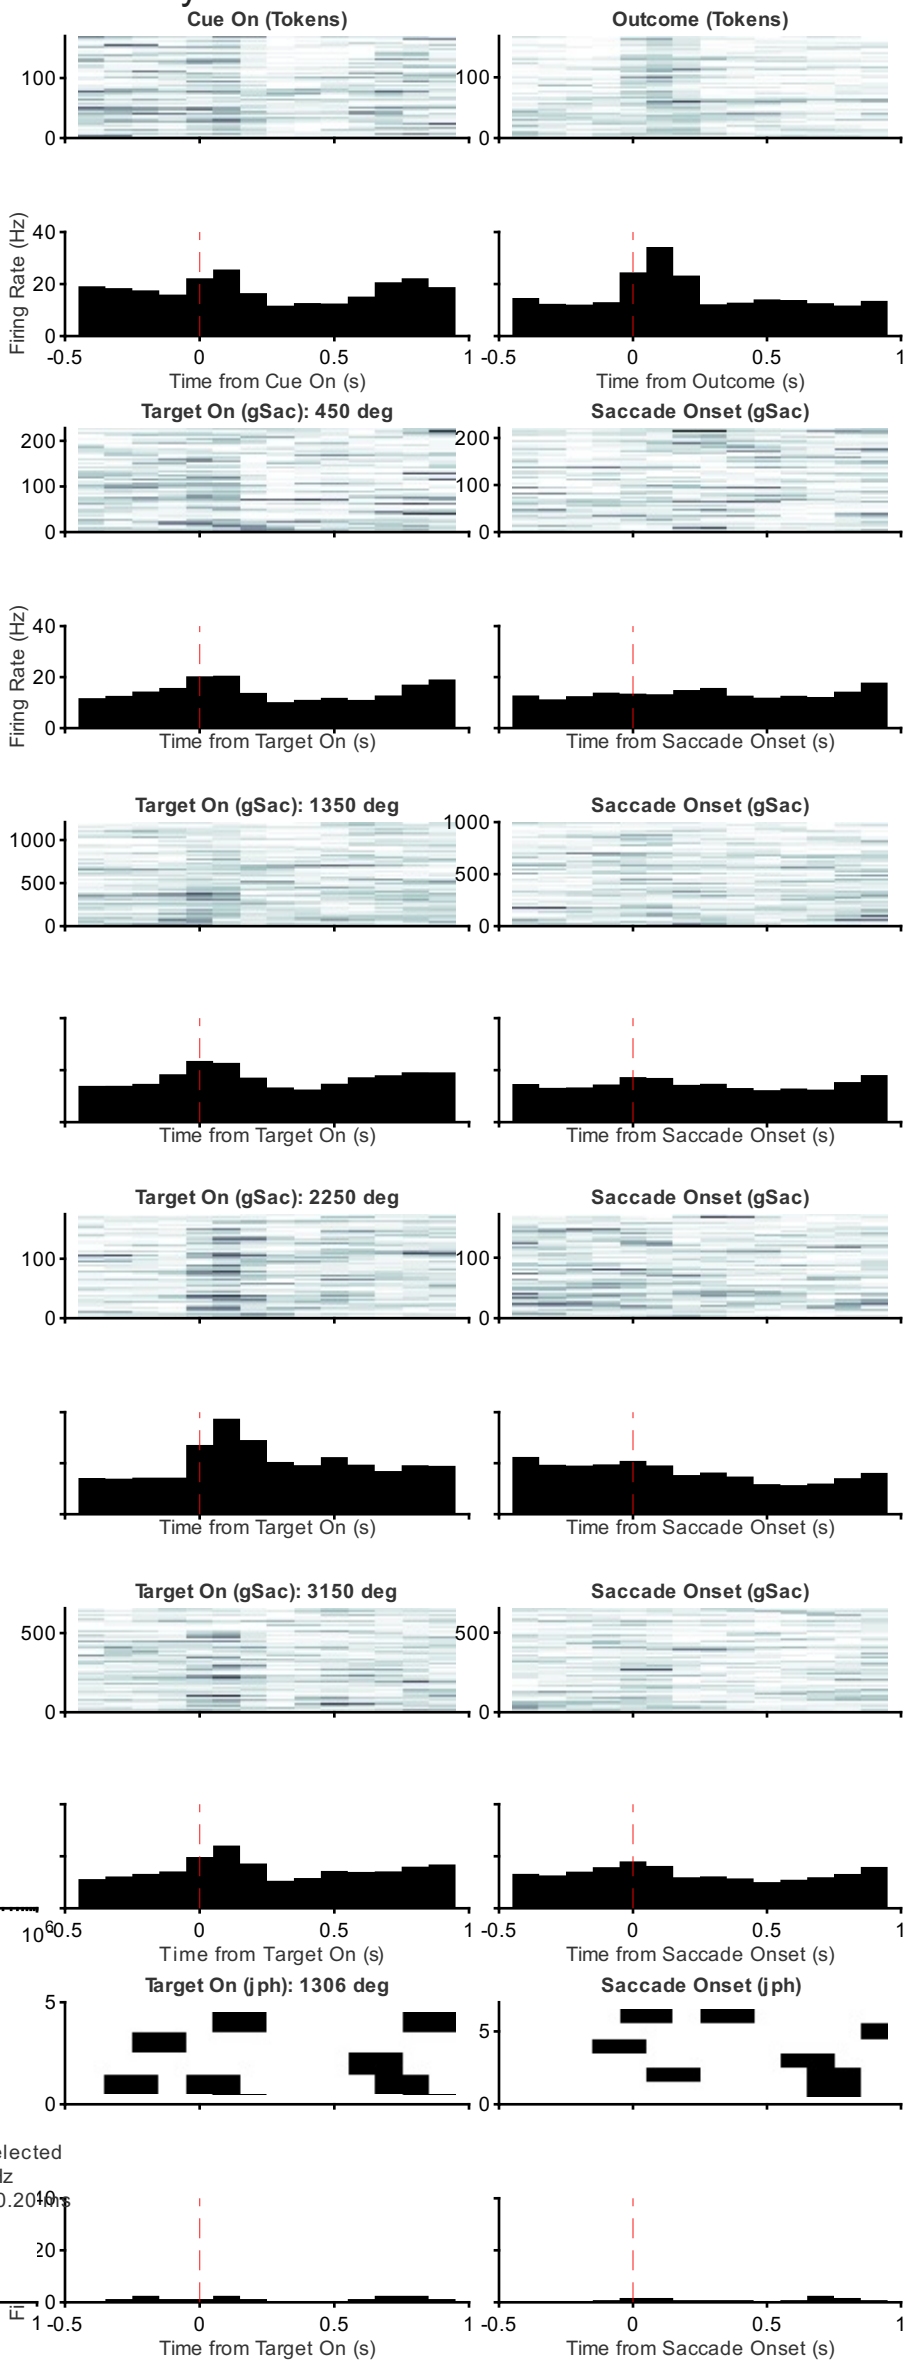 Cue On (Tokens)
Outcome (Tokens)
100
0
100
0
Firing Rate (Hz)
40
20
0
-0.5 0 0.5 1
-0.5 0 0.5 1
Time from Cue On (s)
Time from Outcome (s)
Target On (gSac): 450 deg
Saccade Onset (gSac)
200
100
0
200
100
0
Firing Rate (Hz)
40
20
0
Time from Target On (s)
Time from Saccade Onset (s)
Target On (gSac): 1350 deg
Saccade Onset (gSac)
1000
500
0
1000
500
0
Time from Target On (s)
Time from Saccade Onset (s)
Target On (gSac): 2250 deg
Saccade Onset (gSac)
100
0
100
0
Time from Target On (s)
Time from Saccade Onset (s)
Target On (gSac): 3150 deg
Saccade Onset (gSac)
500
0
500
0
10⁶
-0.5 0 0.5 1
-0.5 0 0.5 1
Time from Target On (s)
Time from Saccade Onset (s)
Target On (jph): 1306 deg
Saccade Onset (jph)
5
0
5
0
elected
Hz
0.20 ms
40
20
0
Fi
1
-0.5 0 0.5 1
-0.5 0 0.5 1
Time from Target On (s)
Time from Saccade Onset (s)